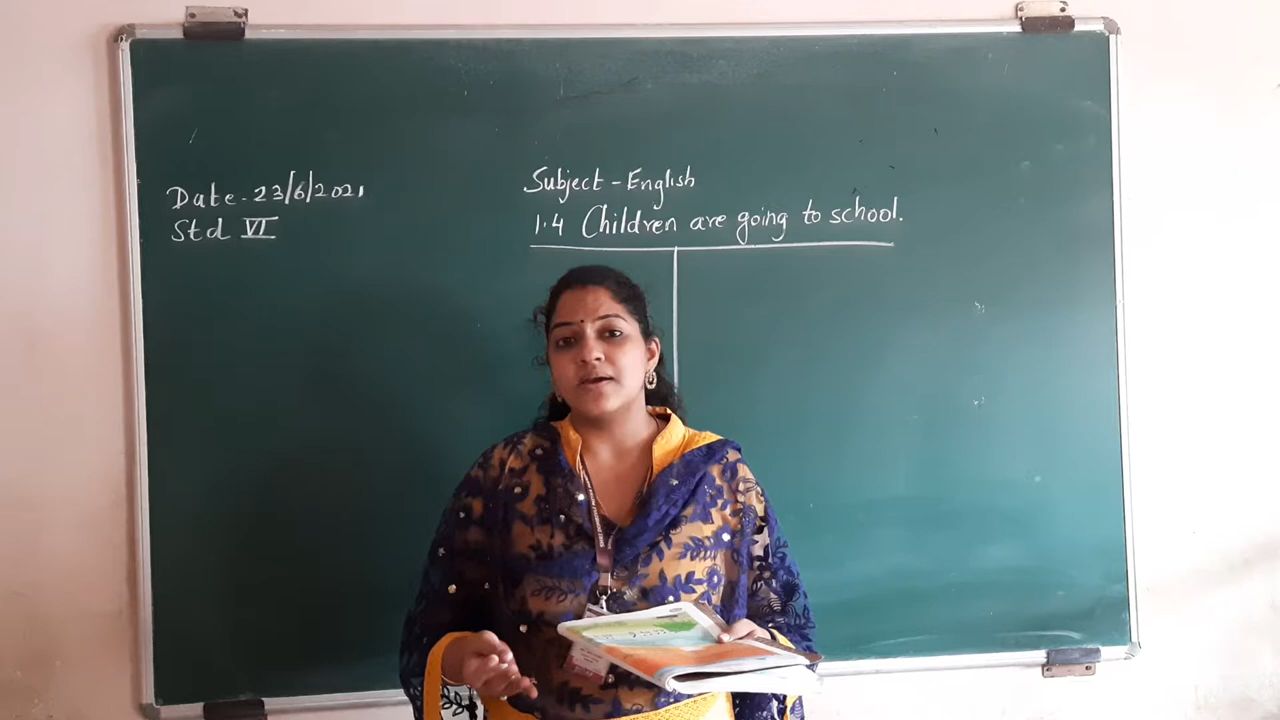 Date. 23/6/2021
Std VI
Subject - English
1.4 Children are going to school.